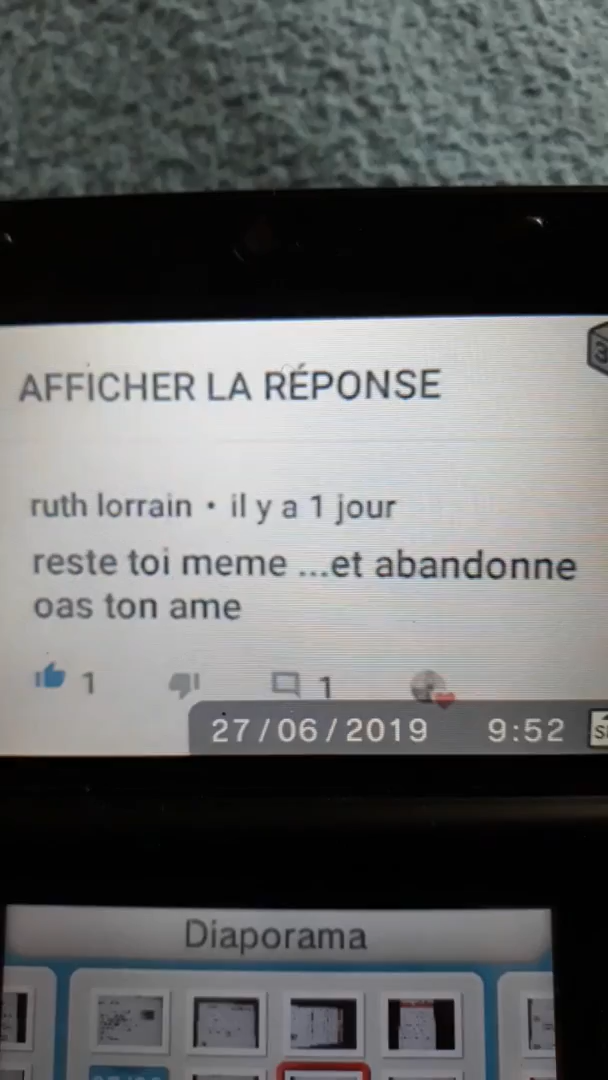 AFFICHER LA RÉPONSE
ruth lorrain • il y a 1 jour
reste toi meme ...et abandonne
oas ton ame
1 1
27/06/2019 9:52
Diaporama